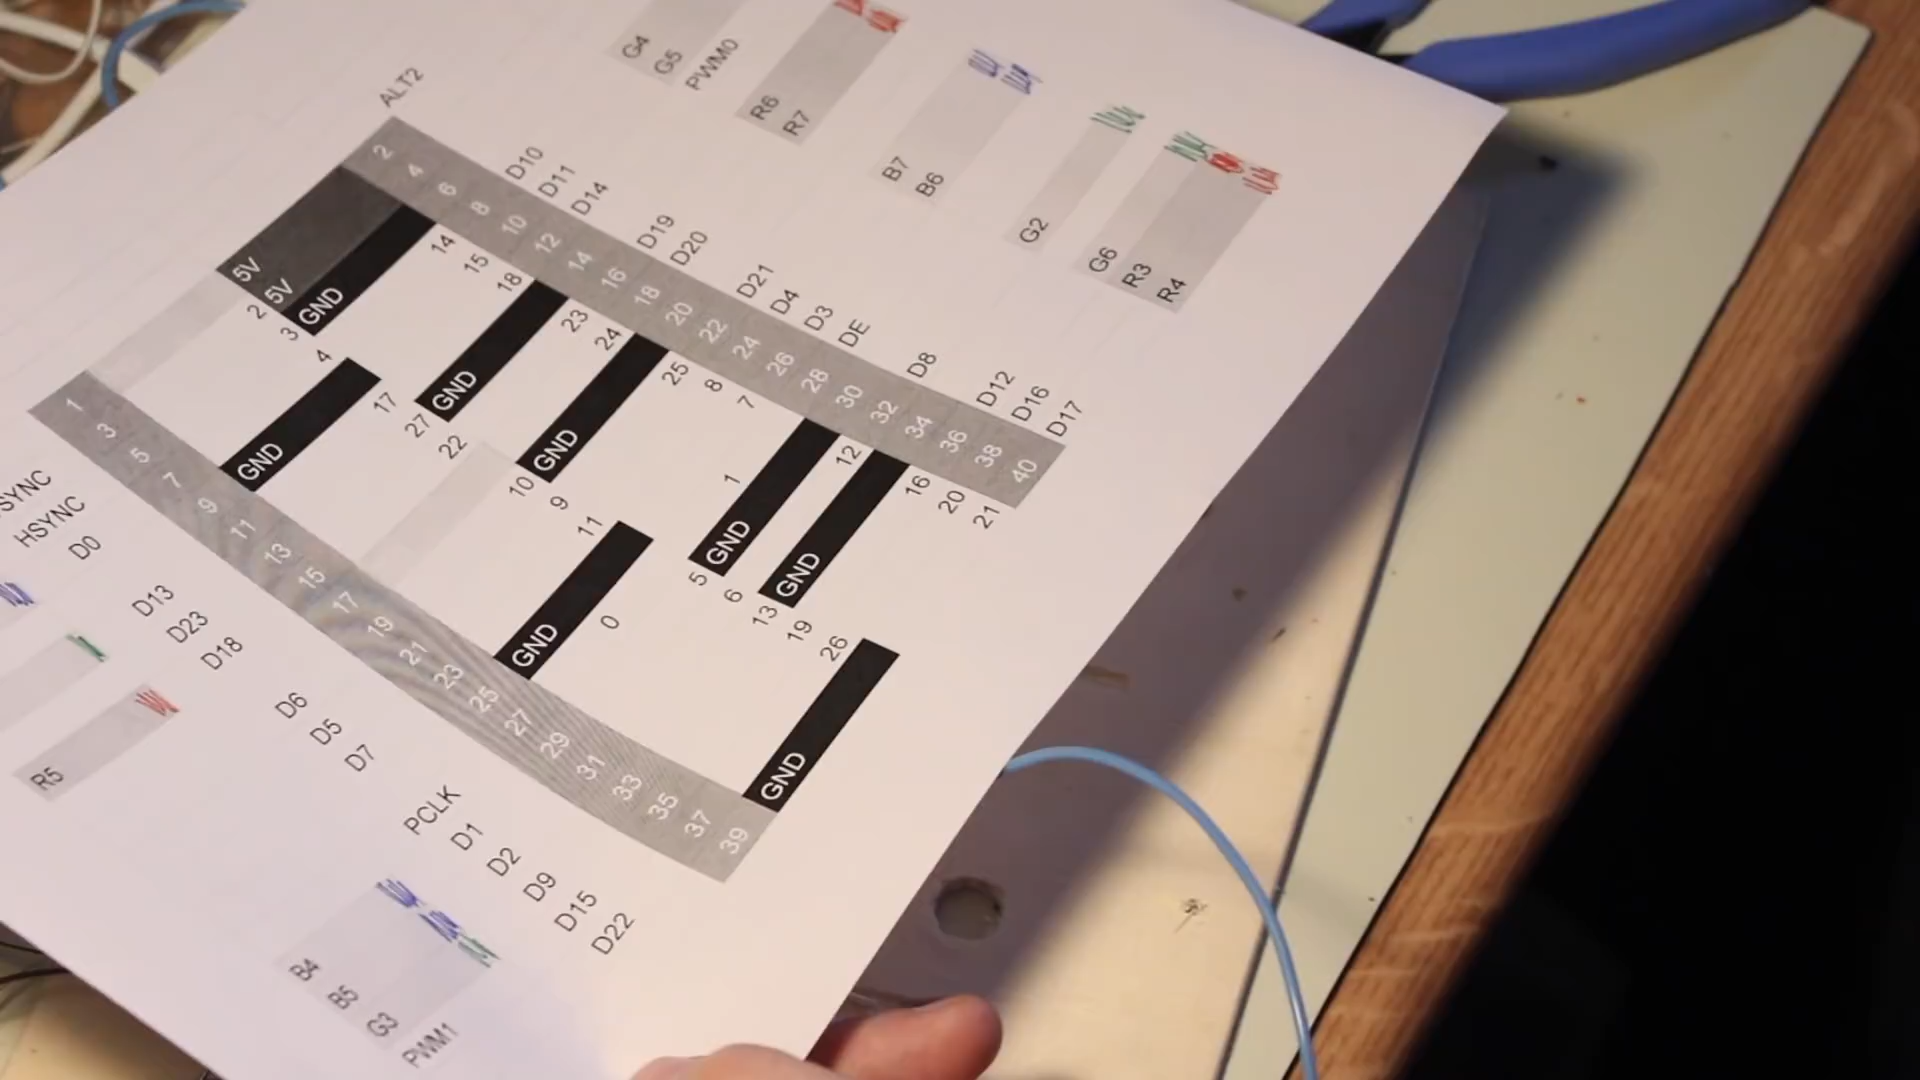 G4
G5
PWM0
R6
R7
B7
B6
G2
G6
R3
R4
ALT2
D10
D11
D14
D19
D20
D21
D4
D3
DE
D8
D12
D16
D17
2
4
6
8
10
12
14
16
18
20
22
24
26
28
30
32
34
36
38
40
5V
5V
GND
14
15
18
GND
23
24
GND
25
8
7
1
GND
12
GND
16
20
21
2
3
4
GND
17
27
22
10
9
11
GND
0
5
6
13
19
26
GND
1
3
5
7
9
11
13
15
17
19
21
23
25
27
29
31
33
35
37
39
SYNC
HSYNC
D0
D13
D23
D18
D6
D5
D7
PCLK
D1
D2
D9
D15
D22
R5
B4
B5
G3
PWM1